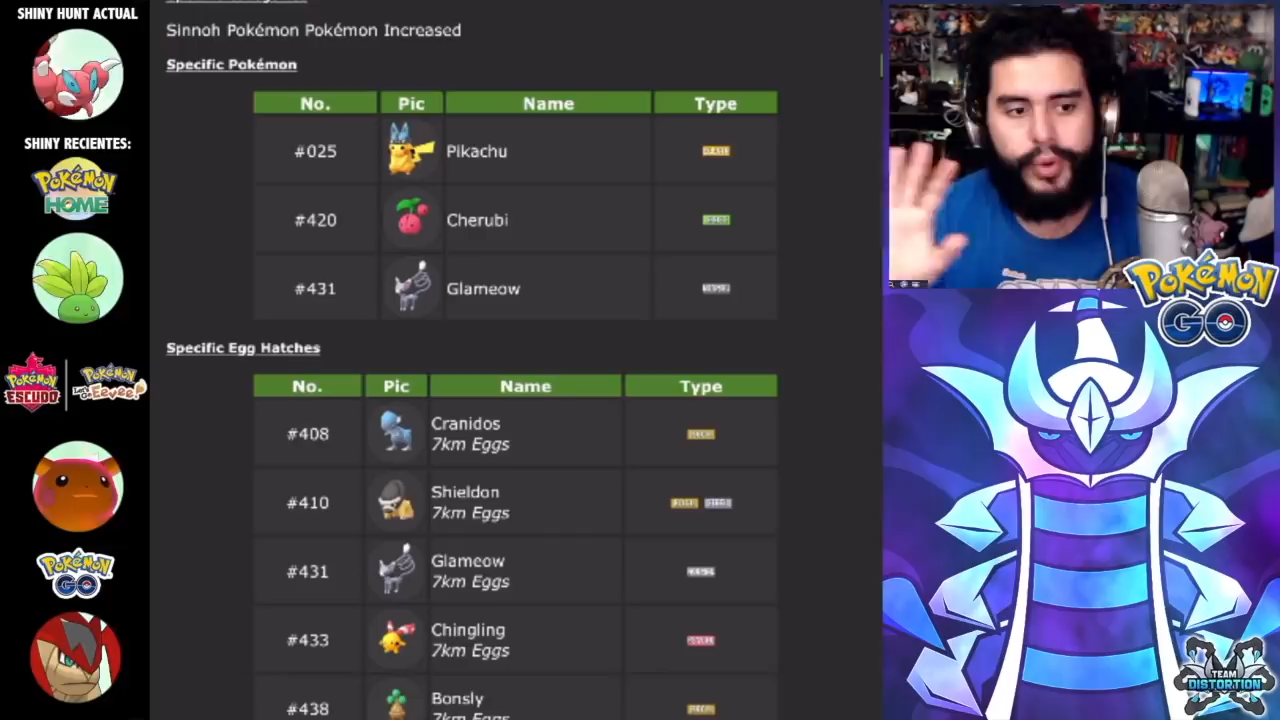 SHINY HUNT ACTUAL
SHINY RECIENTES:
POKéMON
HOME
POKéMON
ESCUDO
POKéMON
Let's Go
Eevee!
POKéMON
GO
Sinnoh Pokémon Pokémon Increased
Specific Pokémon
No. Pic Name Type
#025 Pikachu
#420 Cherubi
#431 Glameow
Specific Egg Hatches
No. Pic Name Type
#408 Cranidos
7km Eggs
#410 Shieldon
7km Eggs
#431 Glameow
7km Eggs
#433 Chingling
7km Eggs
#438 Bonsly
7km Eggs
POKéMON
GO
TEAM
DISTORTION